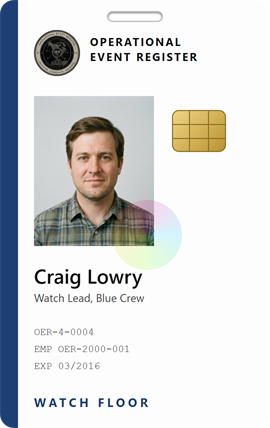 OPERATIONAL
EVENT REGISTER
Craig Lowry
Watch Lead, Blue Crew
OER-4-0004
EMP OER-2000-001
EXP 03/2016
WATCH FLOOR